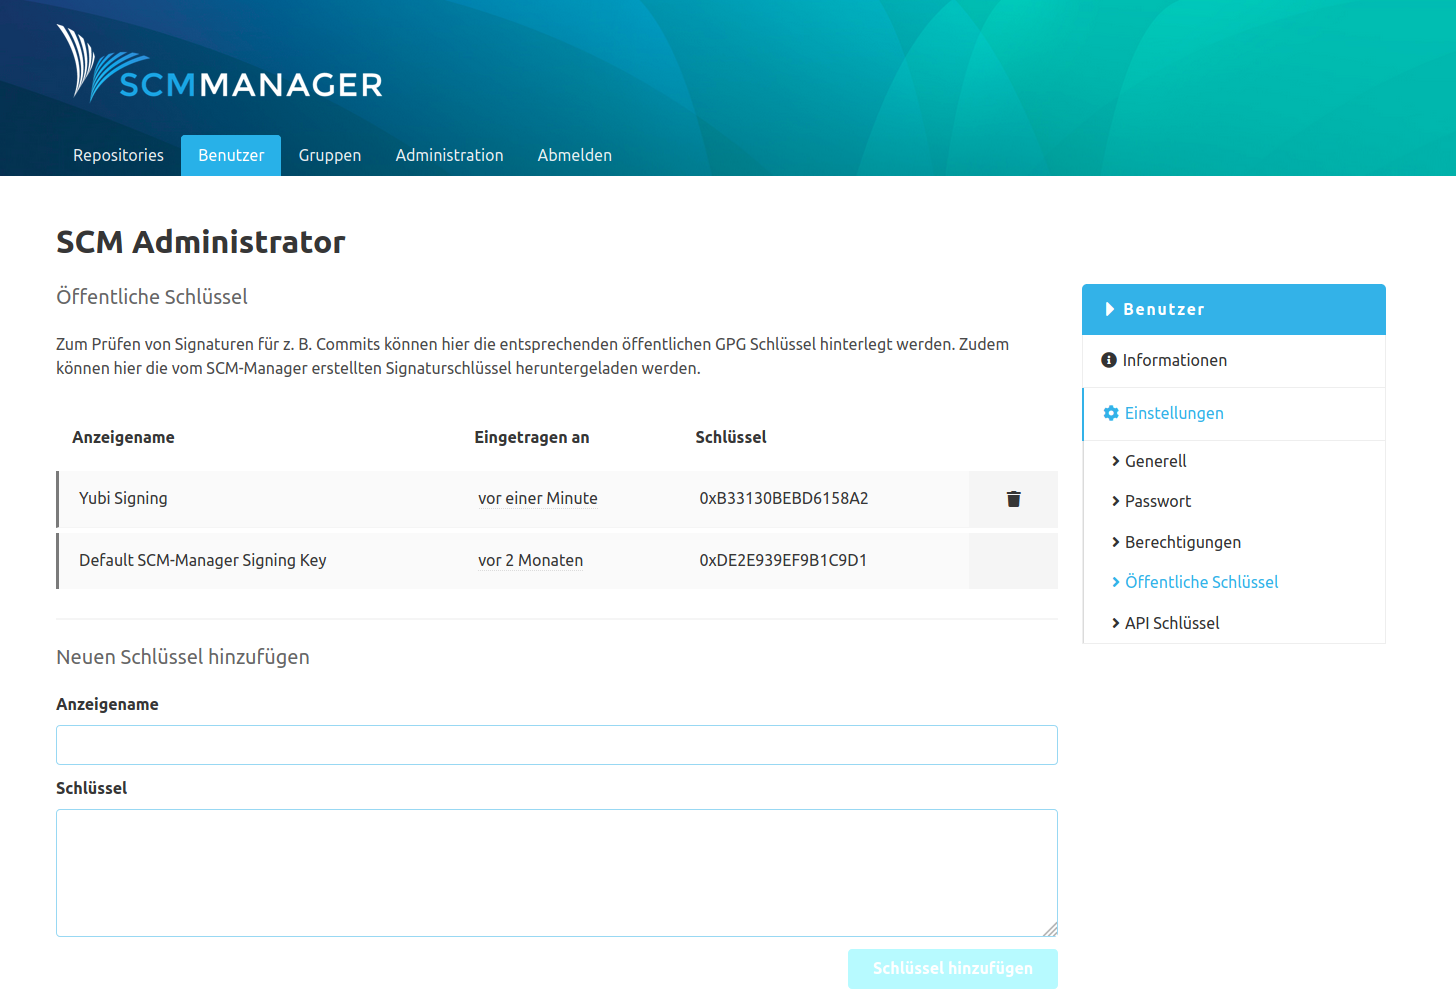 SCMMANAGER
Repositories Benutzer Gruppen Administration Abmelden
SCM Administrator
Öffentliche Schlüssel
Zum Prüfen von Signaturen für z. B. Commits können hier die entsprechenden öffentlichen GPG Schlüssel hinterlegt werden. Zudem
können hier die vom SCM-Manager erstellten Signaturschlüssel heruntergeladen werden.
Anzeigename Eingetragen an Schlüssel
Yubi Signing vor einer Minute 0xB33130BEBD6158A2
Default SCM-Manager Signing Key vor 2 Monaten 0xDE2E939EF9B1C9D1
Neuen Schlüssel hinzufügen
Anzeigename
Schlüssel
Schlüssel hinzufügen
Benutzer
Informationen
Einstellungen
Generell
Passwort
Berechtigungen
Öffentliche Schlüssel
API Schlüssel